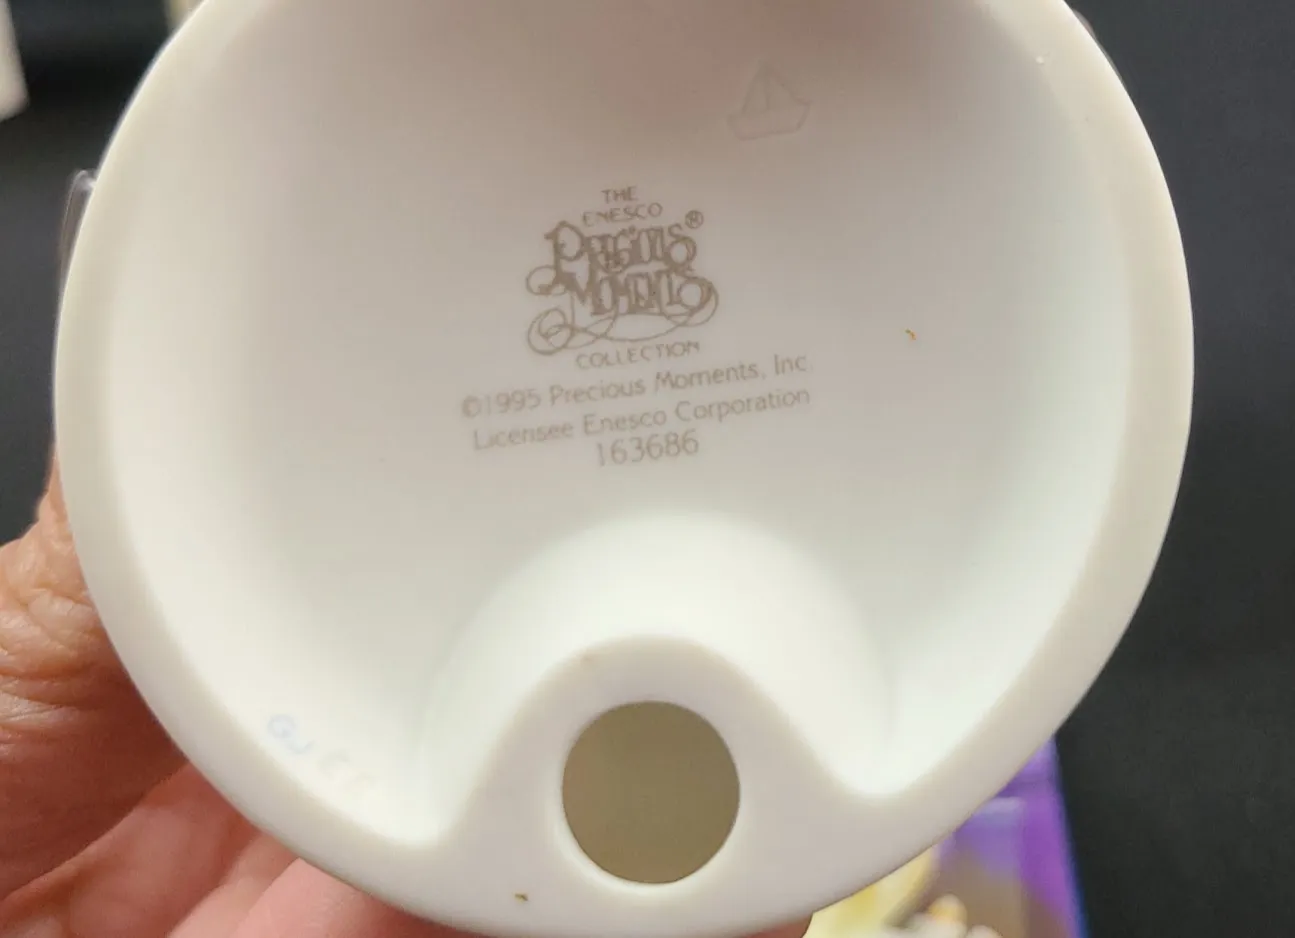 THE
ENESCO
PRECIOUS®
MOMENTS
COLLECTION
©1995 Precious Moments, Inc.
Licensee Enesco Corporation
163686